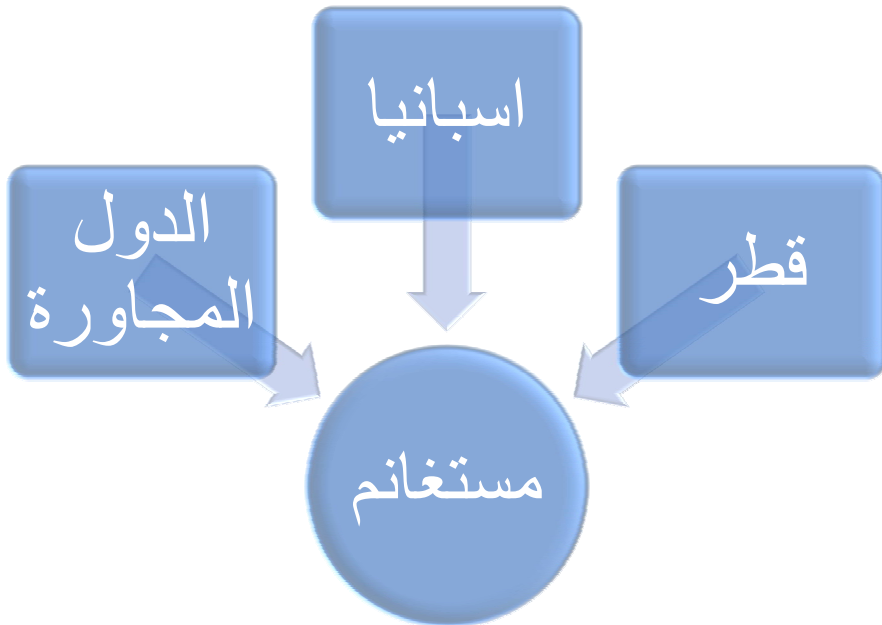 اسبانيا
قطر
الدول
المجاورة
مستغانم